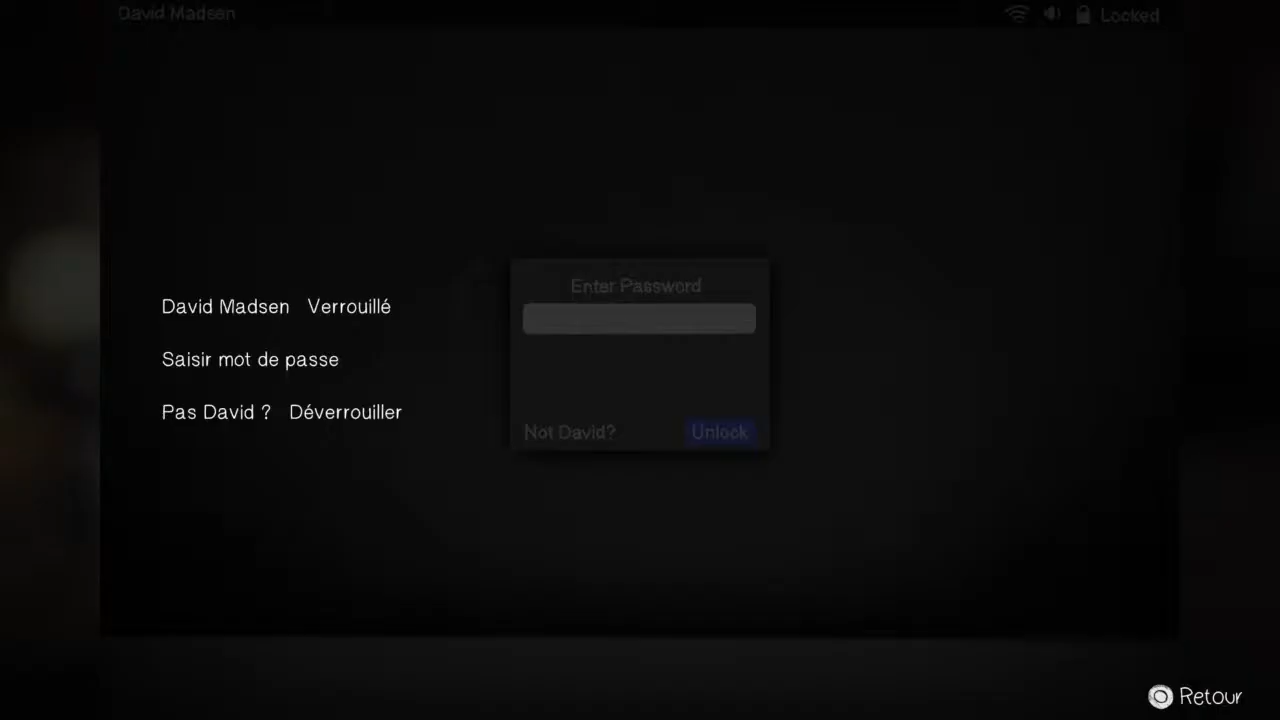 David Madsen Locked
Enter Password
David Madsen Verrouillé
Saisir mot de passe
Pas David ? Déverrouiller
Not David? Unlock
Retour